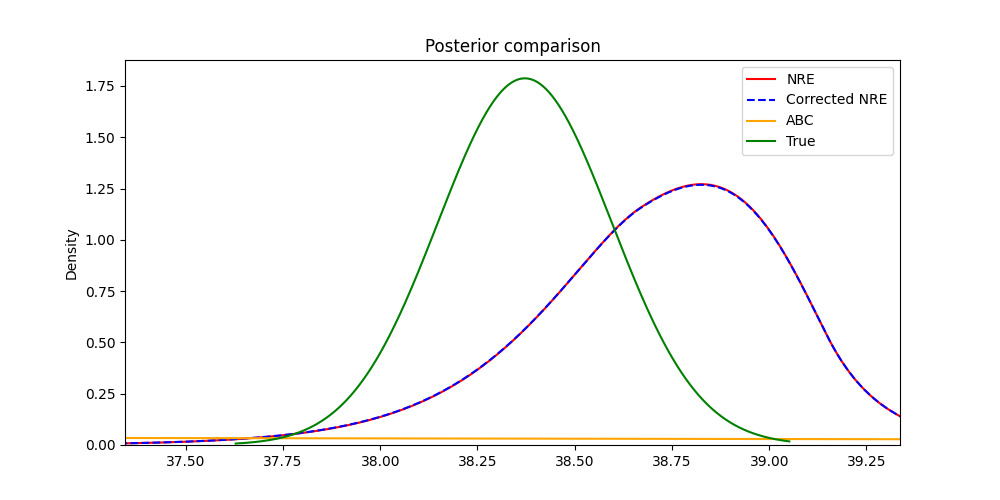 Posterior comparison
NRE
Corrected NRE
ABC
True
Density
1.75
1.50
1.25
1.00
0.75
0.50
0.25
0.00
37.50 37.75 38.00 38.25 38.50 38.75 39.00 39.25